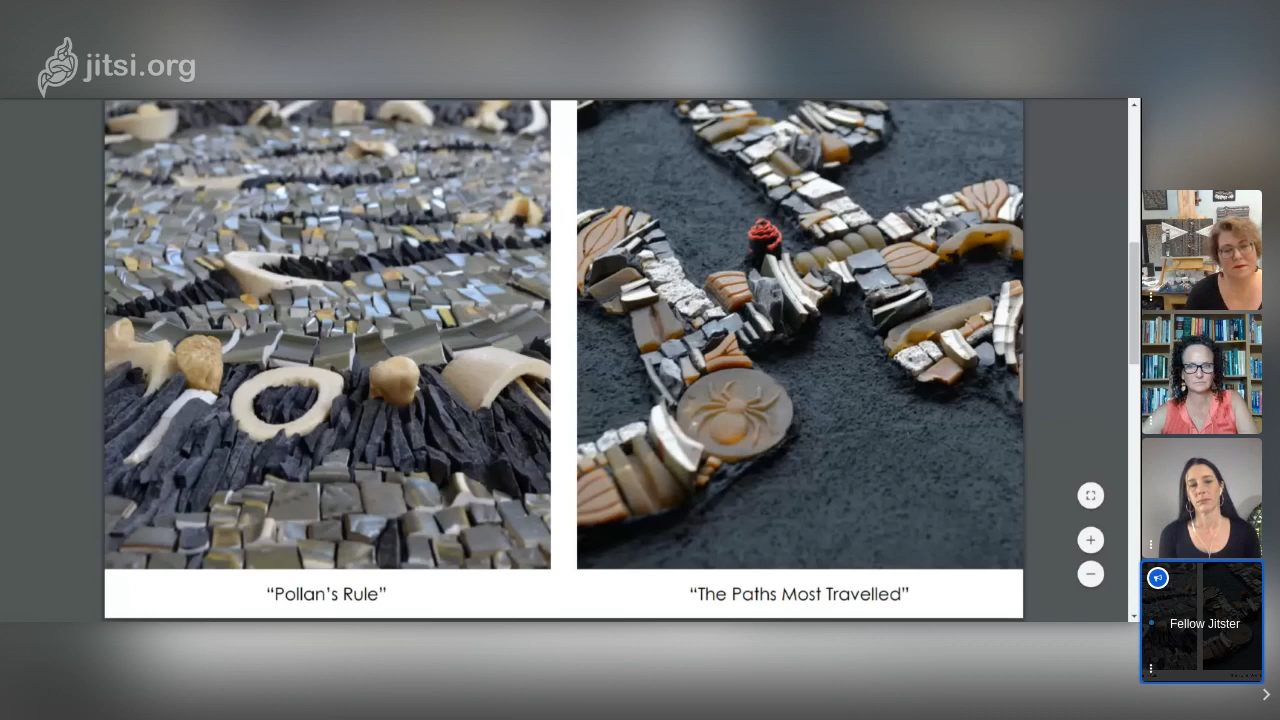 jitsi.org
Fellow Jitster
“Pollan’s Rule”
“The Paths Most Travelled”